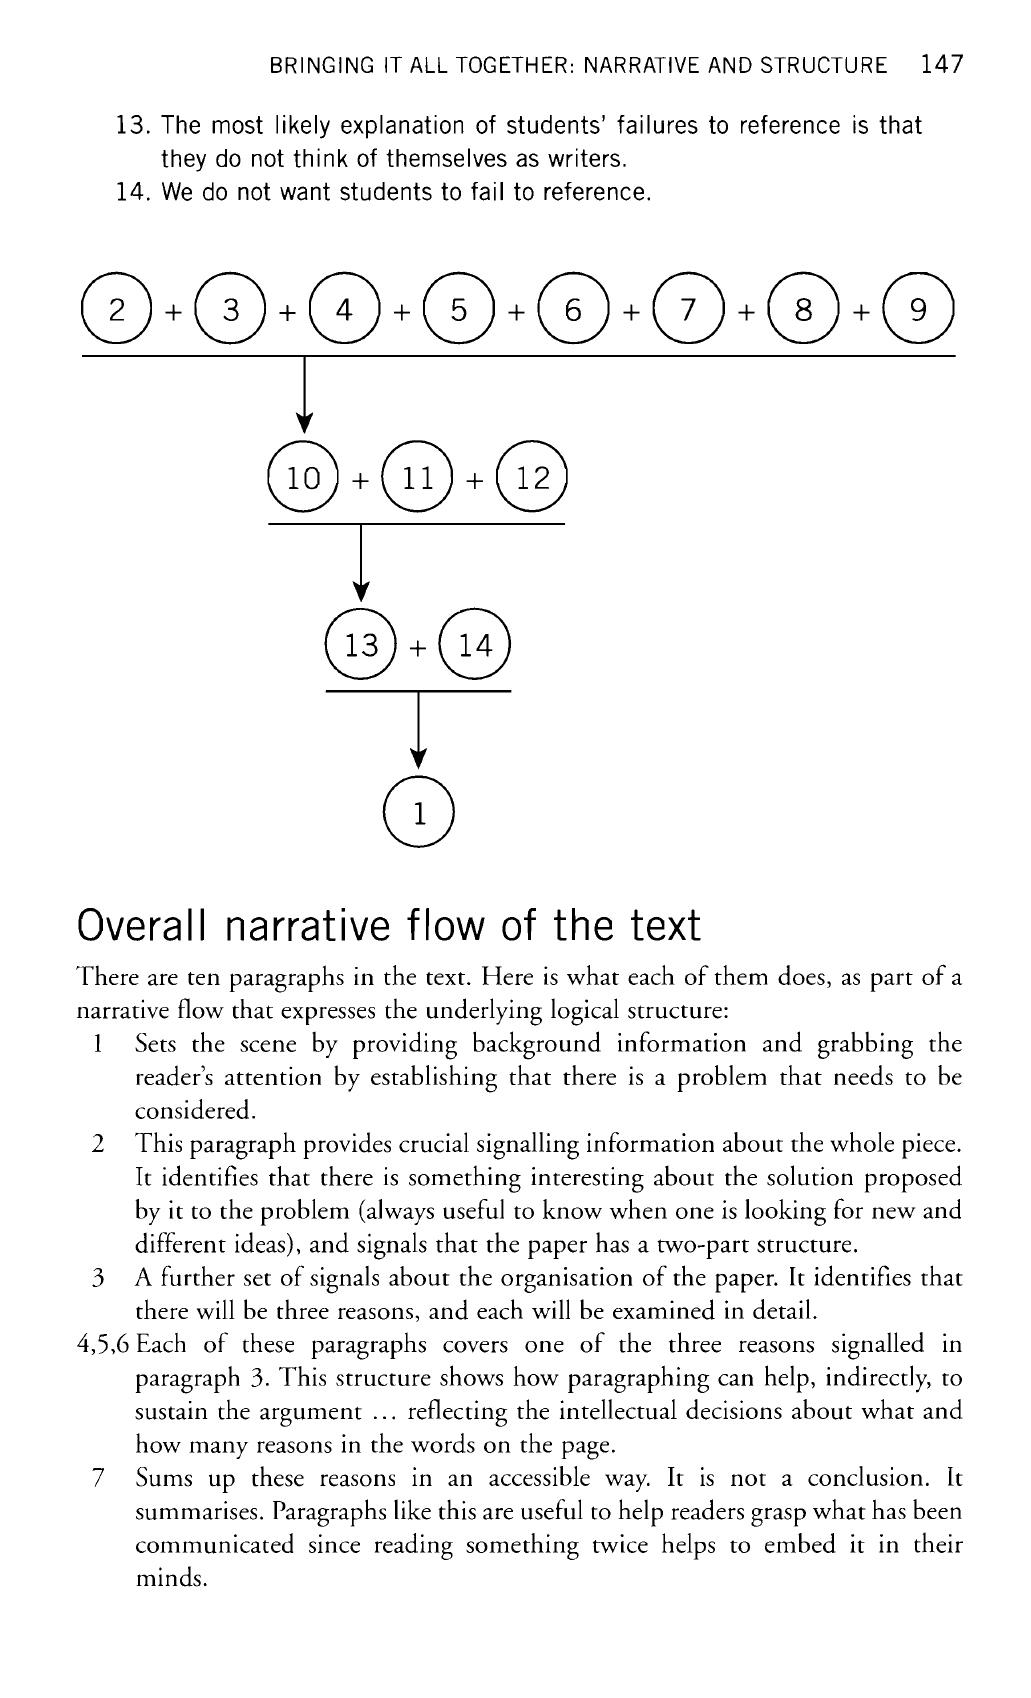 BRINGING IT ALL TOGETHER: NARRATIVE AND STRUCTURE 147
13. The most likely explanation of students' failures to reference is that
they do not think of themselves as writers.
14. We do not want students to fail to reference.
2 + 3 + 4 + 5 + 6 + 7 + 8 + 9
10 + 11 + 12
13 + 14
1
Overall narrative flow of the text
There are ten paragraphs in the text. Here is what each of them does, as part of a
narrative flow that expresses the underlying logical structure:
1 Sets the scene by providing background information and grabbing the
reader's attention by establishing that there is a problem that needs to be
considered.
2 This paragraph provides crucial signalling information about the whole piece.
It identifies that there is something interesting about the solution proposed
by it to the problem (always useful to know when one is looking for new and
different ideas), and signals that the paper has a two-part structure.
3 A further set of signals about the organisation of the paper. It identifies that
there will be three reasons, and each will be examined in detail.
4,5,6 Each of these paragraphs covers one of the three reasons signalled in
paragraph 3. This structure shows how paragraphing can help, indirectly, to
sustain the argument ... reflecting the intellectual decisions about what and
how many reasons in the words on the page.
7 Sums up these reasons in an accessible way. It is not a conclusion. It
summarises. Paragraphs like this are useful to help readers grasp what has been
communicated since reading something twice helps to embed it in their
minds.